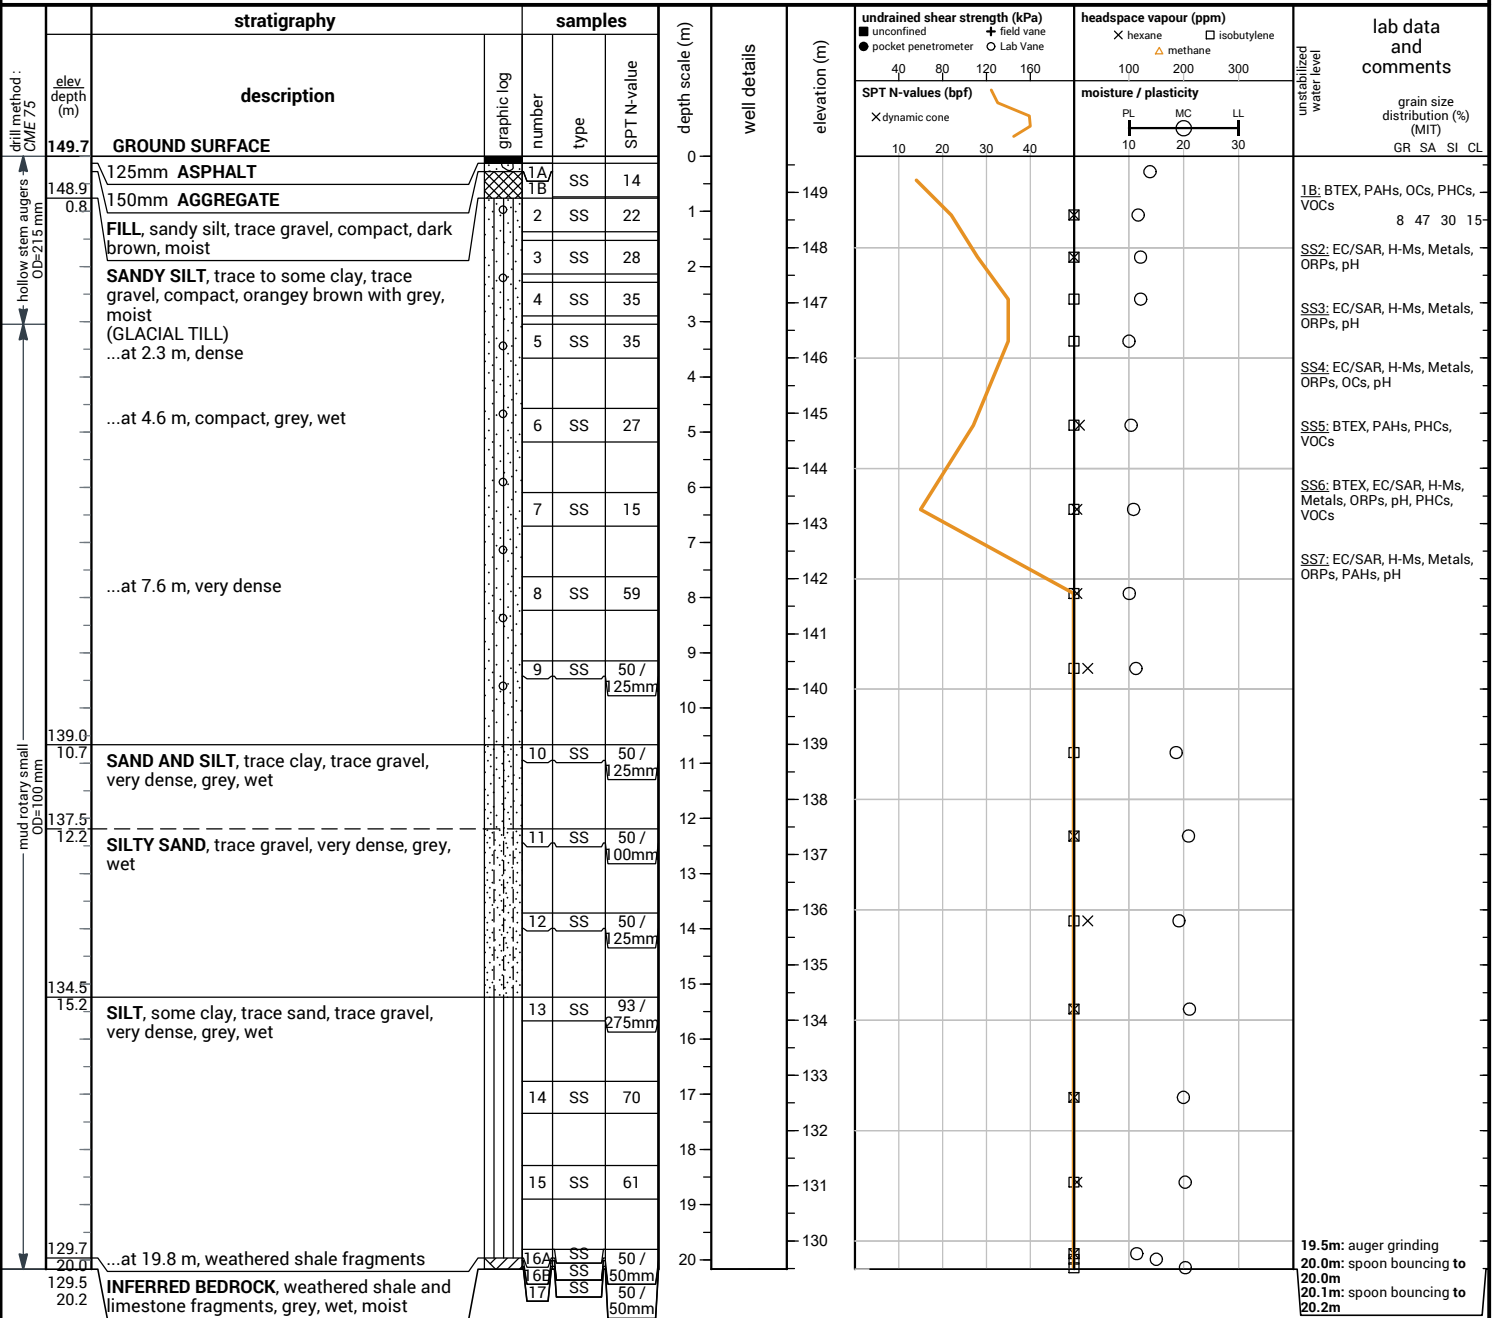 stratigraphy
samples
drill method :
CME 75
elev
depth
(m)
description
graphic log
number
type
SPT N-value
depth scale (m)
well details
elevation (m)
undrained shear strength (kPa)
unconfined
field vane
pocket penetrometer
Lab Vane
40 80 120 160
SPT N-values (bpf)
dynamic cone
10 20 30 40
headspace vapour (ppm)
hexane
isobutylene
methane
100 200 300
moisture / plasticity
PL MC LL
10 20 30
unstabilized
water level
lab data
and
comments
grain size
distribution (%)
(MIT)
GR SA SI CL
149.7 GROUND SURFACE
hollow stem augers
OD=215 mm
mud rotary small
OD=100 mm
125mm ASPHALT
148.9
0.8
150mm AGGREGATE
FILL, sandy silt, trace gravel, compact, dark
brown, moist
SANDY SILT, trace to some clay, trace
gravel, compact, orangey brown with grey,
moist
(GLACIAL TILL)
...at 2.3 m, dense
...at 4.6 m, compact, grey, wet
...at 7.6 m, very dense
139.0
10.7
SAND AND SILT, trace clay, trace gravel,
very dense, grey, wet
137.5
12.2
SILTY SAND, trace gravel, very dense, grey,
wet
134.5
15.2
SILT, some clay, trace sand, trace gravel,
very dense, grey, wet
129.7
20.0
...at 19.8 m, weathered shale fragments
129.5
20.2
INFERRED BEDROCK, weathered shale and
limestone fragments, grey, wet, moist
1A
1B
SS 14
2 SS 22
3 SS 28
4 SS 35
5 SS 35
6 SS 27
7 SS 15
8 SS 59
9 SS 50 /
125mm
10 SS 50 /
125mm
11 SS 50 /
100mm
12 SS 50 /
125mm
13 SS 93 /
275mm
14 SS 70
15 SS 61
16A SS 50 /
16B SS 50mm
17 SS 50 /
50mm
0
1
2
3
4
5
6
7
8
9
10
11
12
13
14
15
16
17
18
19
20
149
148
147
146
145
144
143
142
141
140
139
138
137
136
135
134
133
132
131
130
1B: BTEX, PAHs, OCs, PHCs,
VOCs
8 47 30 15
SS2: EC/SAR, H-Ms, Metals,
ORPs, pH
SS3: EC/SAR, H-Ms, Metals,
ORPs, pH
SS4: EC/SAR, H-Ms, Metals,
ORPs, OCs, pH
SS5: BTEX, PAHs, PHCs,
VOCs
SS6: BTEX, EC/SAR, H-Ms,
Metals, ORPs, pH, PHCs,
VOCs
SS7: EC/SAR, H-Ms, Metals,
ORPs, PAHs, pH
19.5m: auger grinding
20.0m: spoon bouncing to
20.0m
20.1m: spoon bouncing to
20.2m